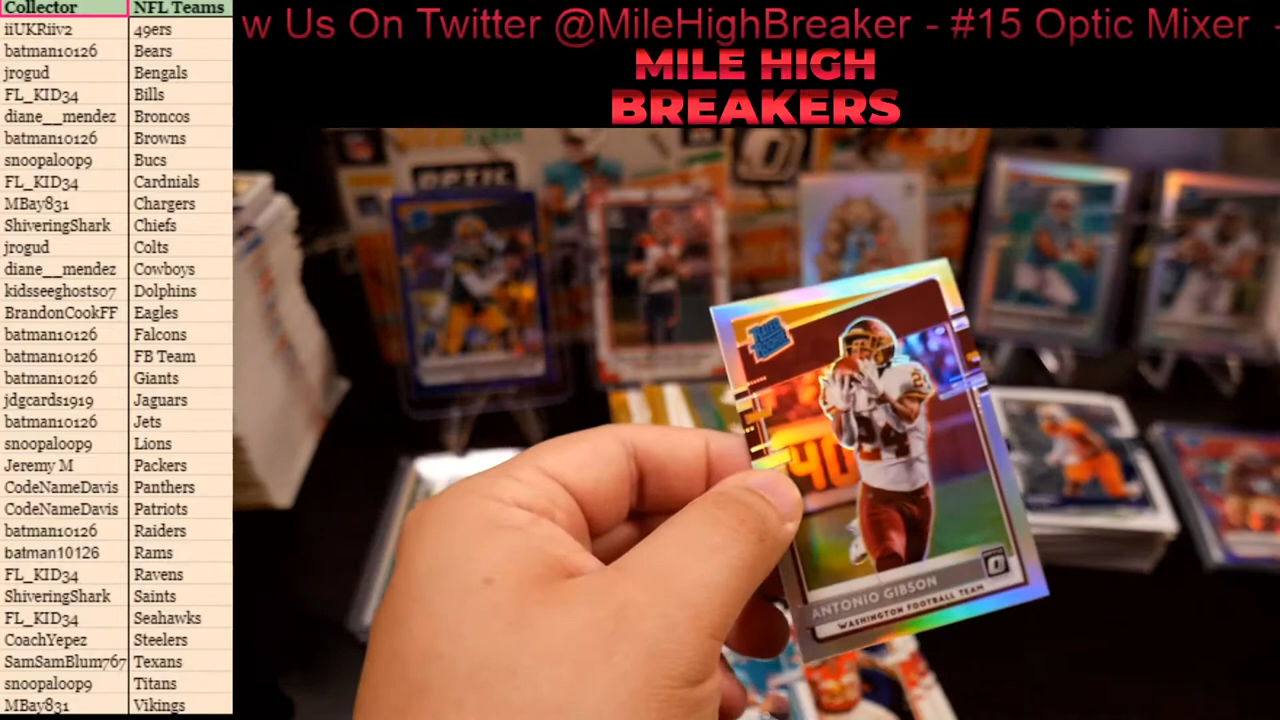 Collector NFL Teams
iiUKRiiv2 49ers
batman10126 Bears
jrogud Bengals
FL_KID34 Bills
diane__mendez Broncos
batman10126 Browns
snoopaloop9 Bucs
FL_KID34 Cardnials
MBay831 Chargers
ShiveringShark Chiefs
jrogud Colts
diane__mendez Cowboys
kidsseeghosts07 Dolphins
BrandonCookFF Eagles
batman10126 Falcons
batman10126 FB Team
batman10126 Giants
jdgcards1919 Jaguars
batman10126 Jets
snoopaloop9 Lions
Jeremy M Packers
CodeNameDavis Panthers
CodeNameDavis Patriots
batman10126 Raiders
batman10126 Rams
FL_KID34 Ravens
ShiveringShark Saints
FL_KID34 Seahawks
CoachYepez Steelers
SamSamBlum767 Texans
snoopaloop9 Titans
MBay831 Vikings
w Us On Twitter @MileHighBreaker - #15 Optic Mixer -
MILE HIGH
BREAKERS
OPTIC
RATED
ROOKIE
40
24
ANTONIO GIBSON
WASHINGTON FOOTBALL TEAM